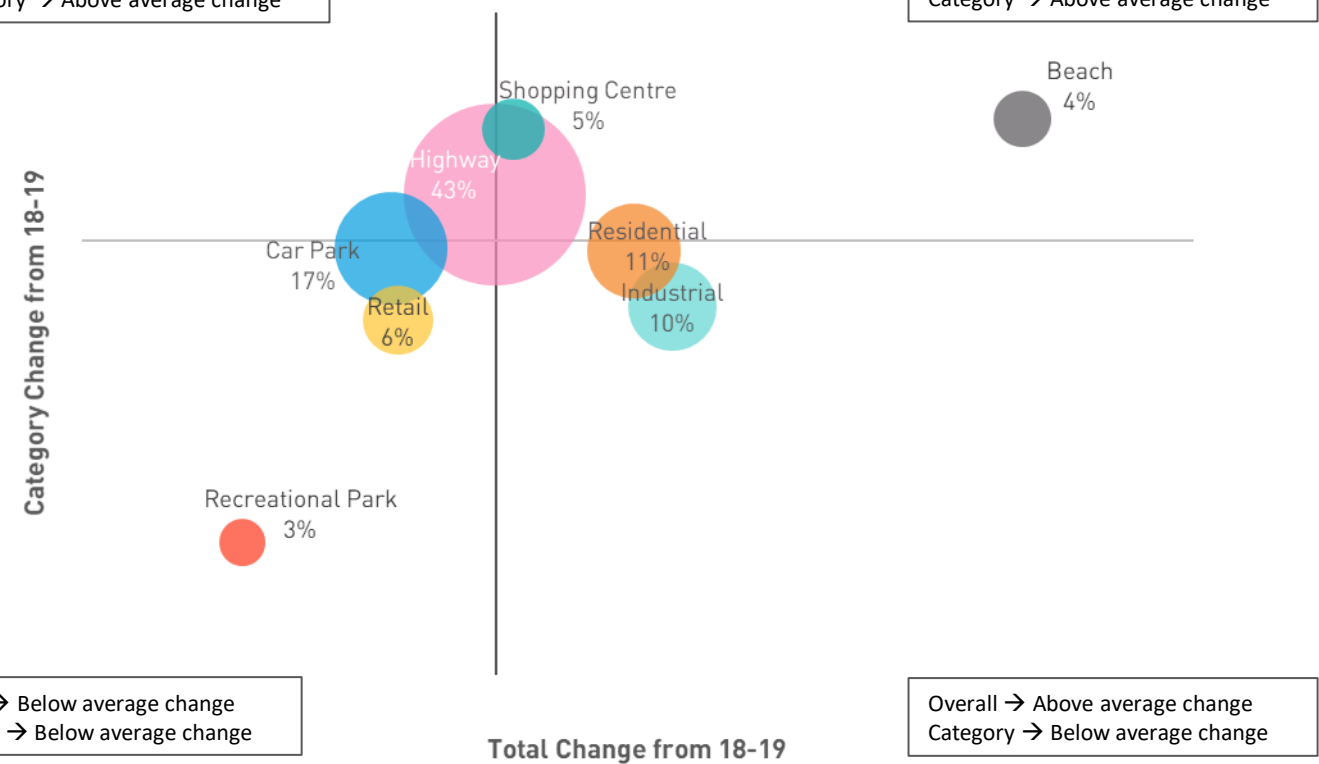 → Above average change
Category → Above average change
Beach
4%
Shopping Centre
5%
Highway
43%
Residential
11%
Car Park
17%
Industrial
10%
Retail
6%
Recreational Park
3%
Category Change from 18-19
→ Below average change
→ Below average change
Overall → Above average change
Category → Below average change
Total Change from 18-19